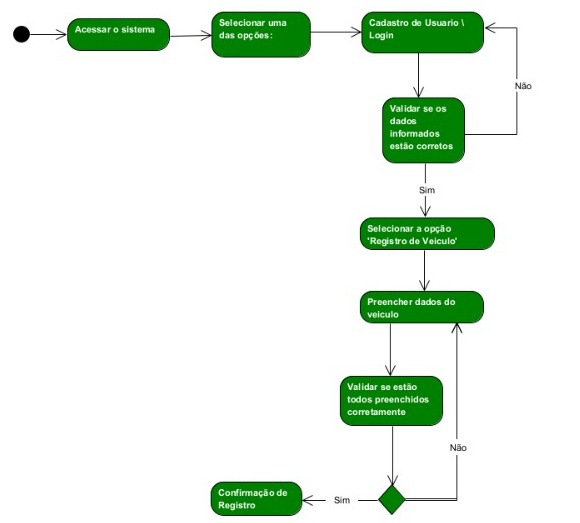 Acessar o sistema
Selecionar uma
das opções:
Cadastro de Usuario \
Login
Não
Validar se os
dados
informados
estão corretos
Sim
Selecionar a opção
'Registro de Veiculo'
Preencher dados do
veiculo
Validar se estão
todos preenchidos
corretamente
Não
Confirmação de
Registro
Sim